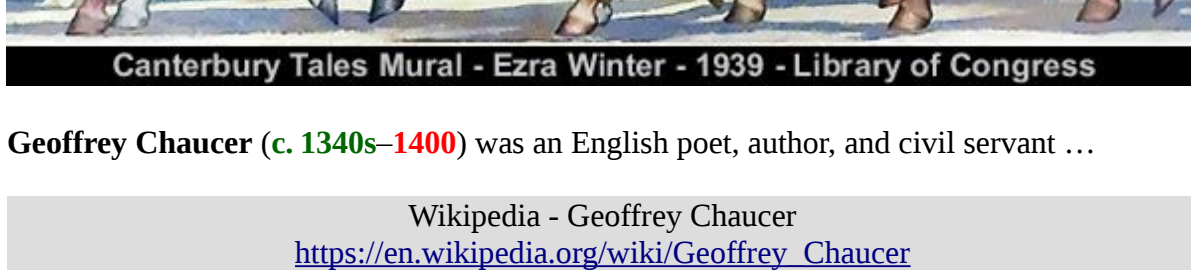 Canterbury Tales Mural - Ezra Winter - 1939 - Library of Congress
Geoffrey Chaucer (c. 1340s–1400) was an English poet, author, and civil servant …
Wikipedia - Geoffrey Chaucer
https://en.wikipedia.org/wiki/Geoffrey_Chaucer